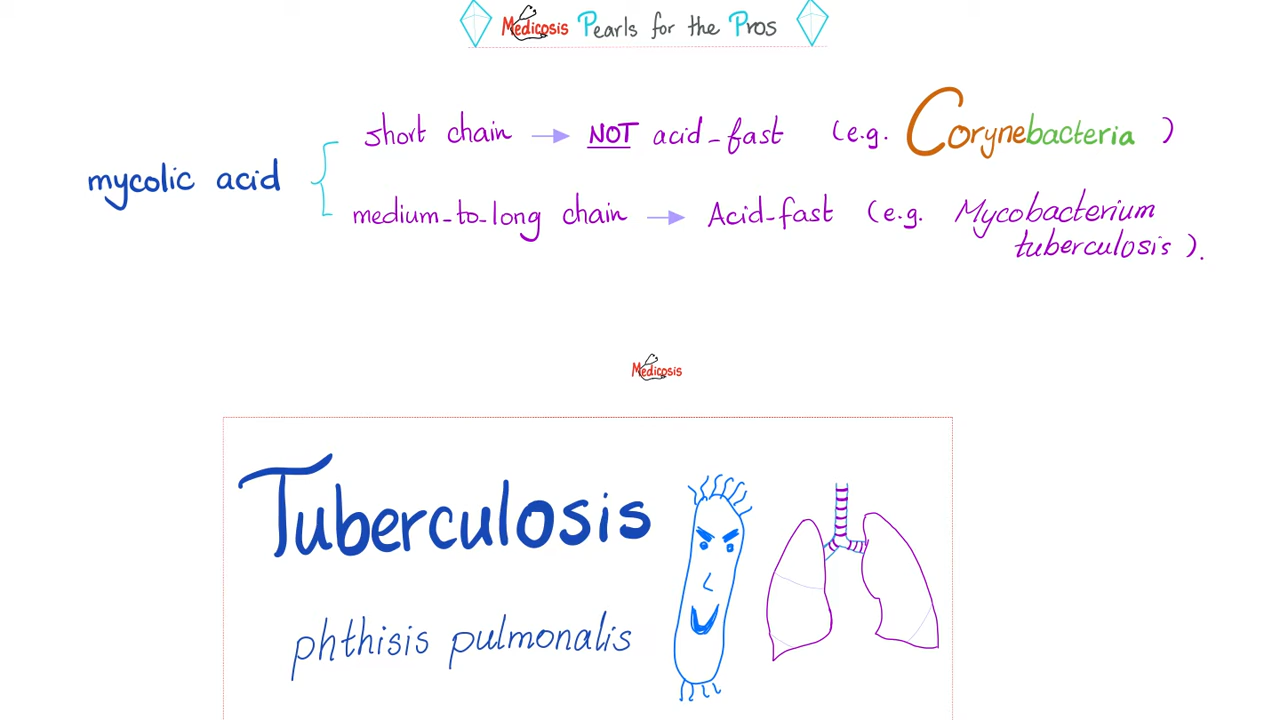 Medicosis Pearls for the Pros
short chain → NOT acid-fast (e.g. Corynebacteria )
mycolic acid
medium-to-long chain → Acid-fast (e.g. Mycobacterium
tuberculosis ).
Medicosis
Tuberculosis
phthisis pulmonalis